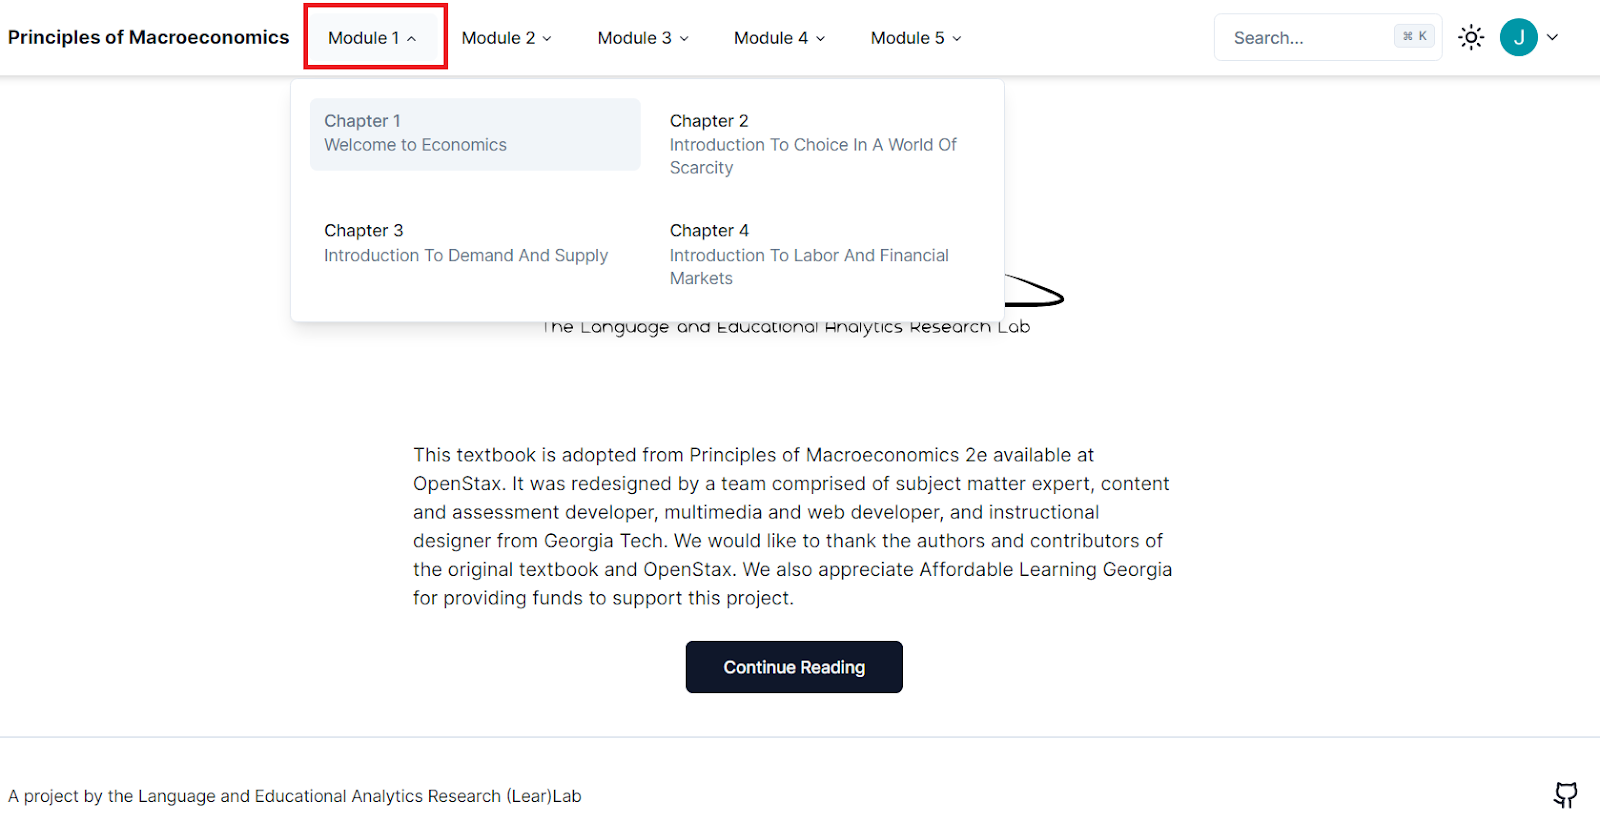 Principles of Macroeconomics
Module 1
Module 2
Module 3
Module 4
Module 5
Search...
⌘ K
J
Chapter 1
Welcome to Economics
Chapter 2
Introduction To Choice In A World Of
Scarcity
Chapter 3
Introduction To Demand And Supply
Chapter 4
Introduction To Labor And Financial
Markets
The Language and Educational Analytics Research Lab
This textbook is adopted from Principles of Macroeconomics 2e available at
OpenStax. It was redesigned by a team comprised of subject matter expert, content
and assessment developer, multimedia and web developer, and instructional
designer from Georgia Tech. We would like to thank the authors and contributors of
the original textbook and OpenStax. We also appreciate Affordable Learning Georgia
for providing funds to support this project.
Continue Reading
A project by the Language and Educational Analytics Research (Lear)Lab